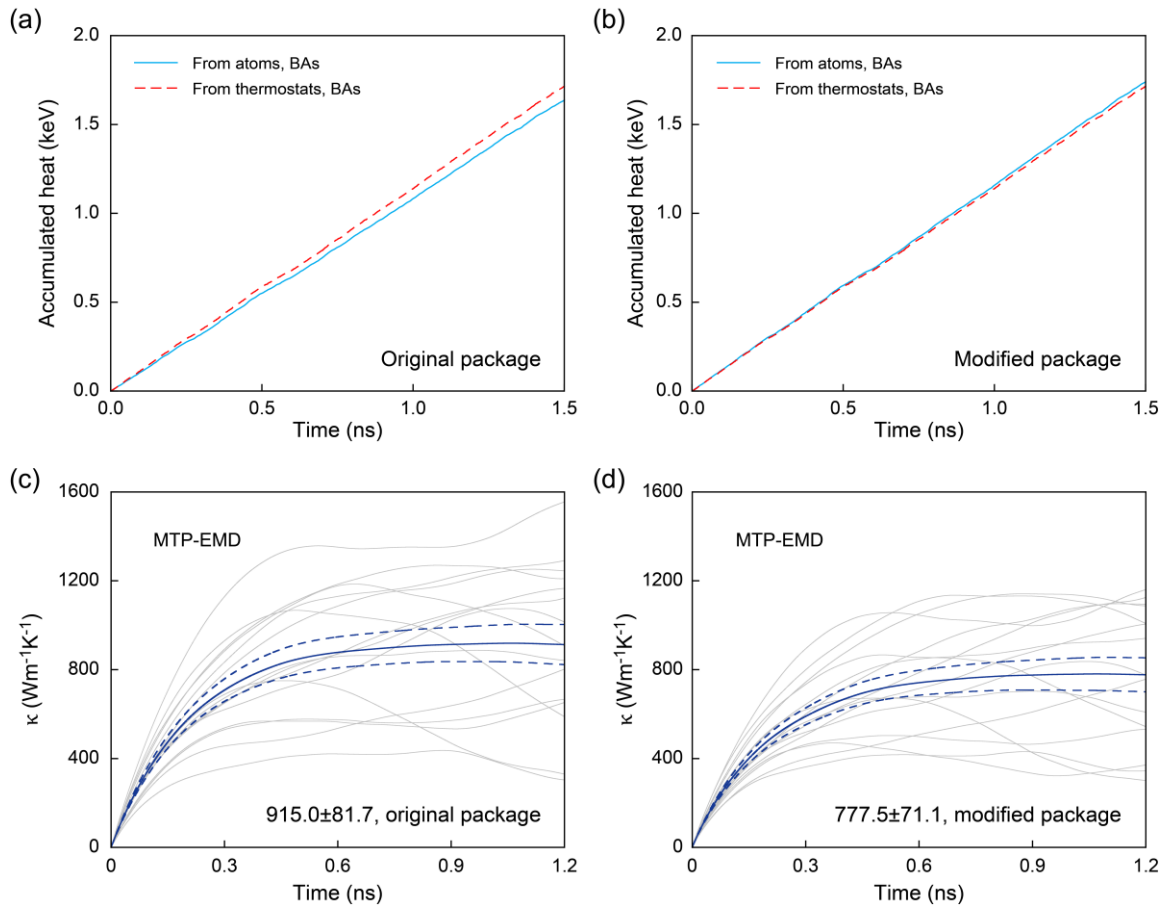 (a)
2.0
1.5
1.0
0.5
0.0
Accumulated heat (keV)
From atoms, BAs
From thermostats, BAs
Original package
0.0
0.5
1.0
1.5
Time (ns)
(b)
2.0
1.5
1.0
0.5
0.0
Accumulated heat (keV)
From atoms, BAs
From thermostats, BAs
Modified package
0.0
0.5
1.0
1.5
Time (ns)
(c)
1600
1200
800
400
0
κ (Wm⁻¹K⁻¹)
MTP-EMD
915.0±81.7, original package
0
0.3
0.6
0.9
1.2
Time (ns)
(d)
1600
1200
800
400
0
κ (Wm⁻¹K⁻¹)
MTP-EMD
777.5±71.1, modified package
0
0.3
0.6
0.9
1.2
Time (ns)